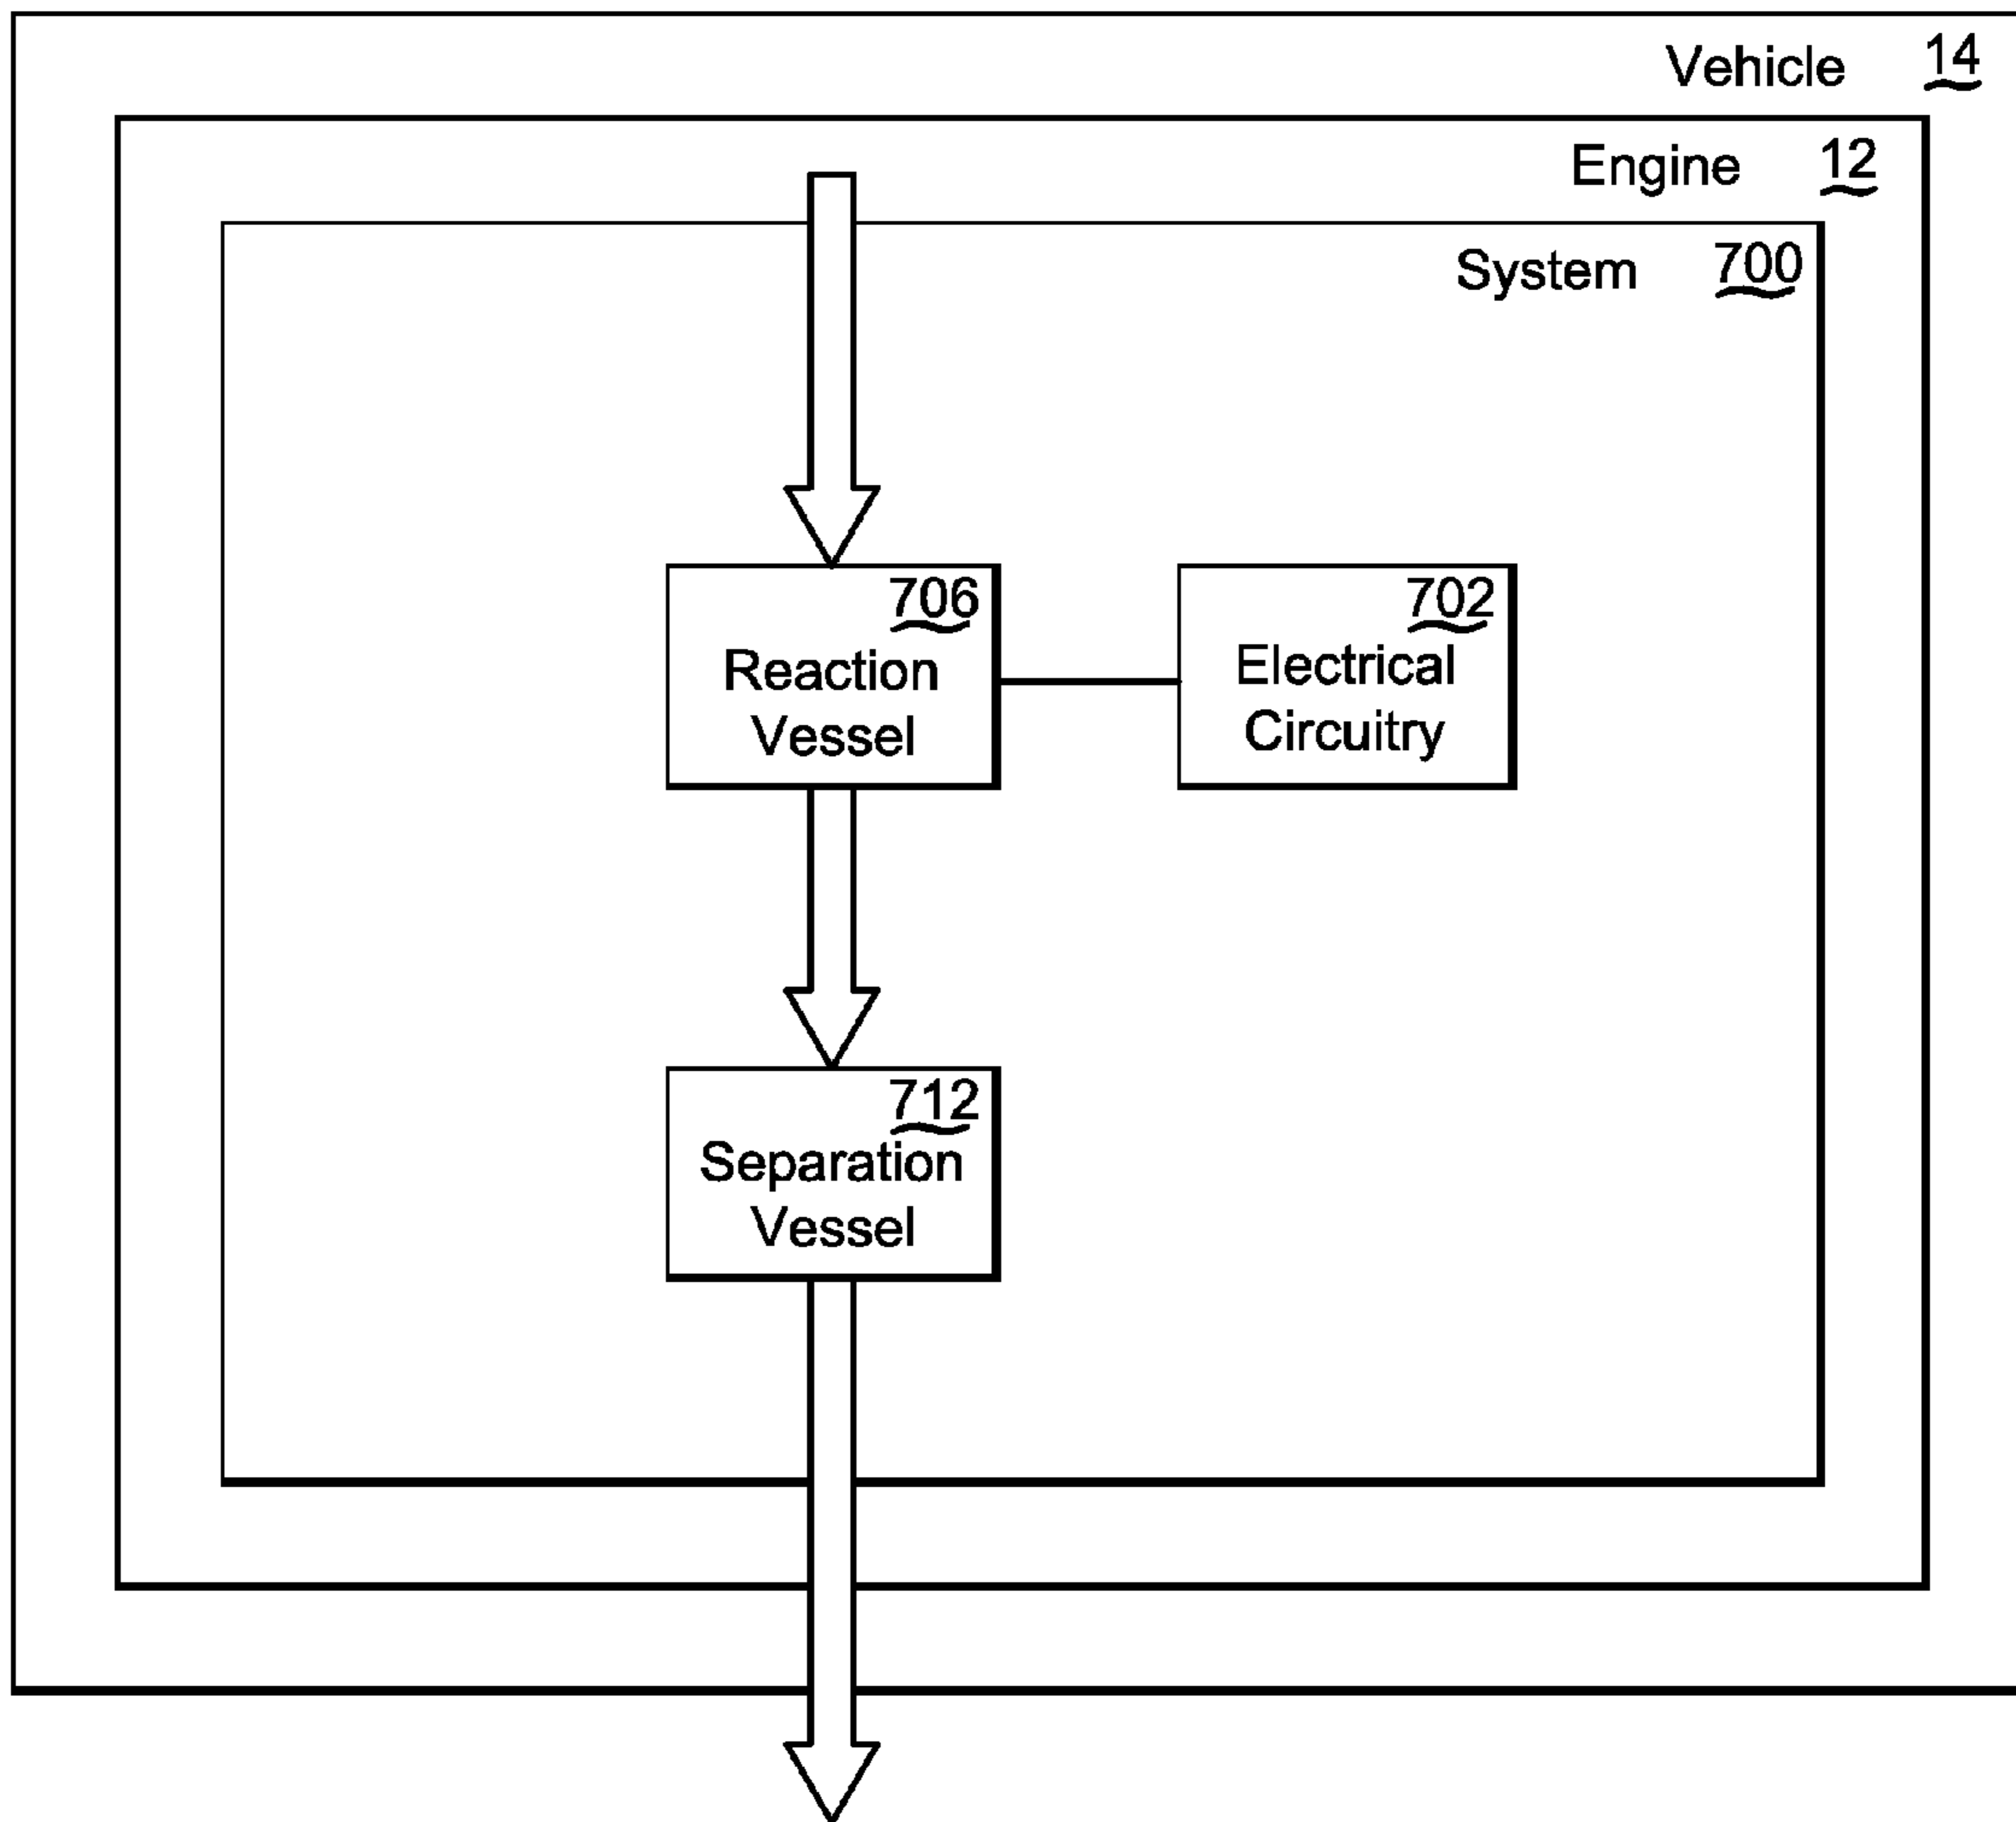 Vehicle 14
Engine 12
System 700
706
Reaction
Vessel
702
Electrical
Circuitry
712
Separation
Vessel